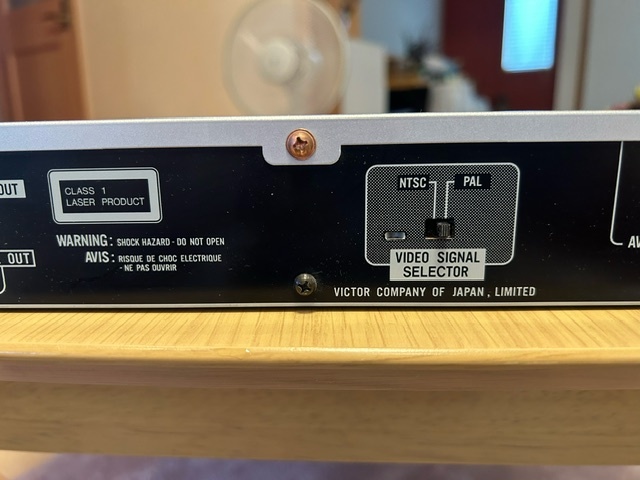 OUT
CLASS 1
LASER PRODUCT
WARNING: SHOCK HAZARD - DO NOT OPEN
AVIS: RISQUE DE CHOC ELECTRIQUE
- NE PAS OUVRIR
OUT
NTSC PAL
VIDEO SIGNAL
SELECTOR
VICTOR COMPANY OF JAPAN, LIMITED